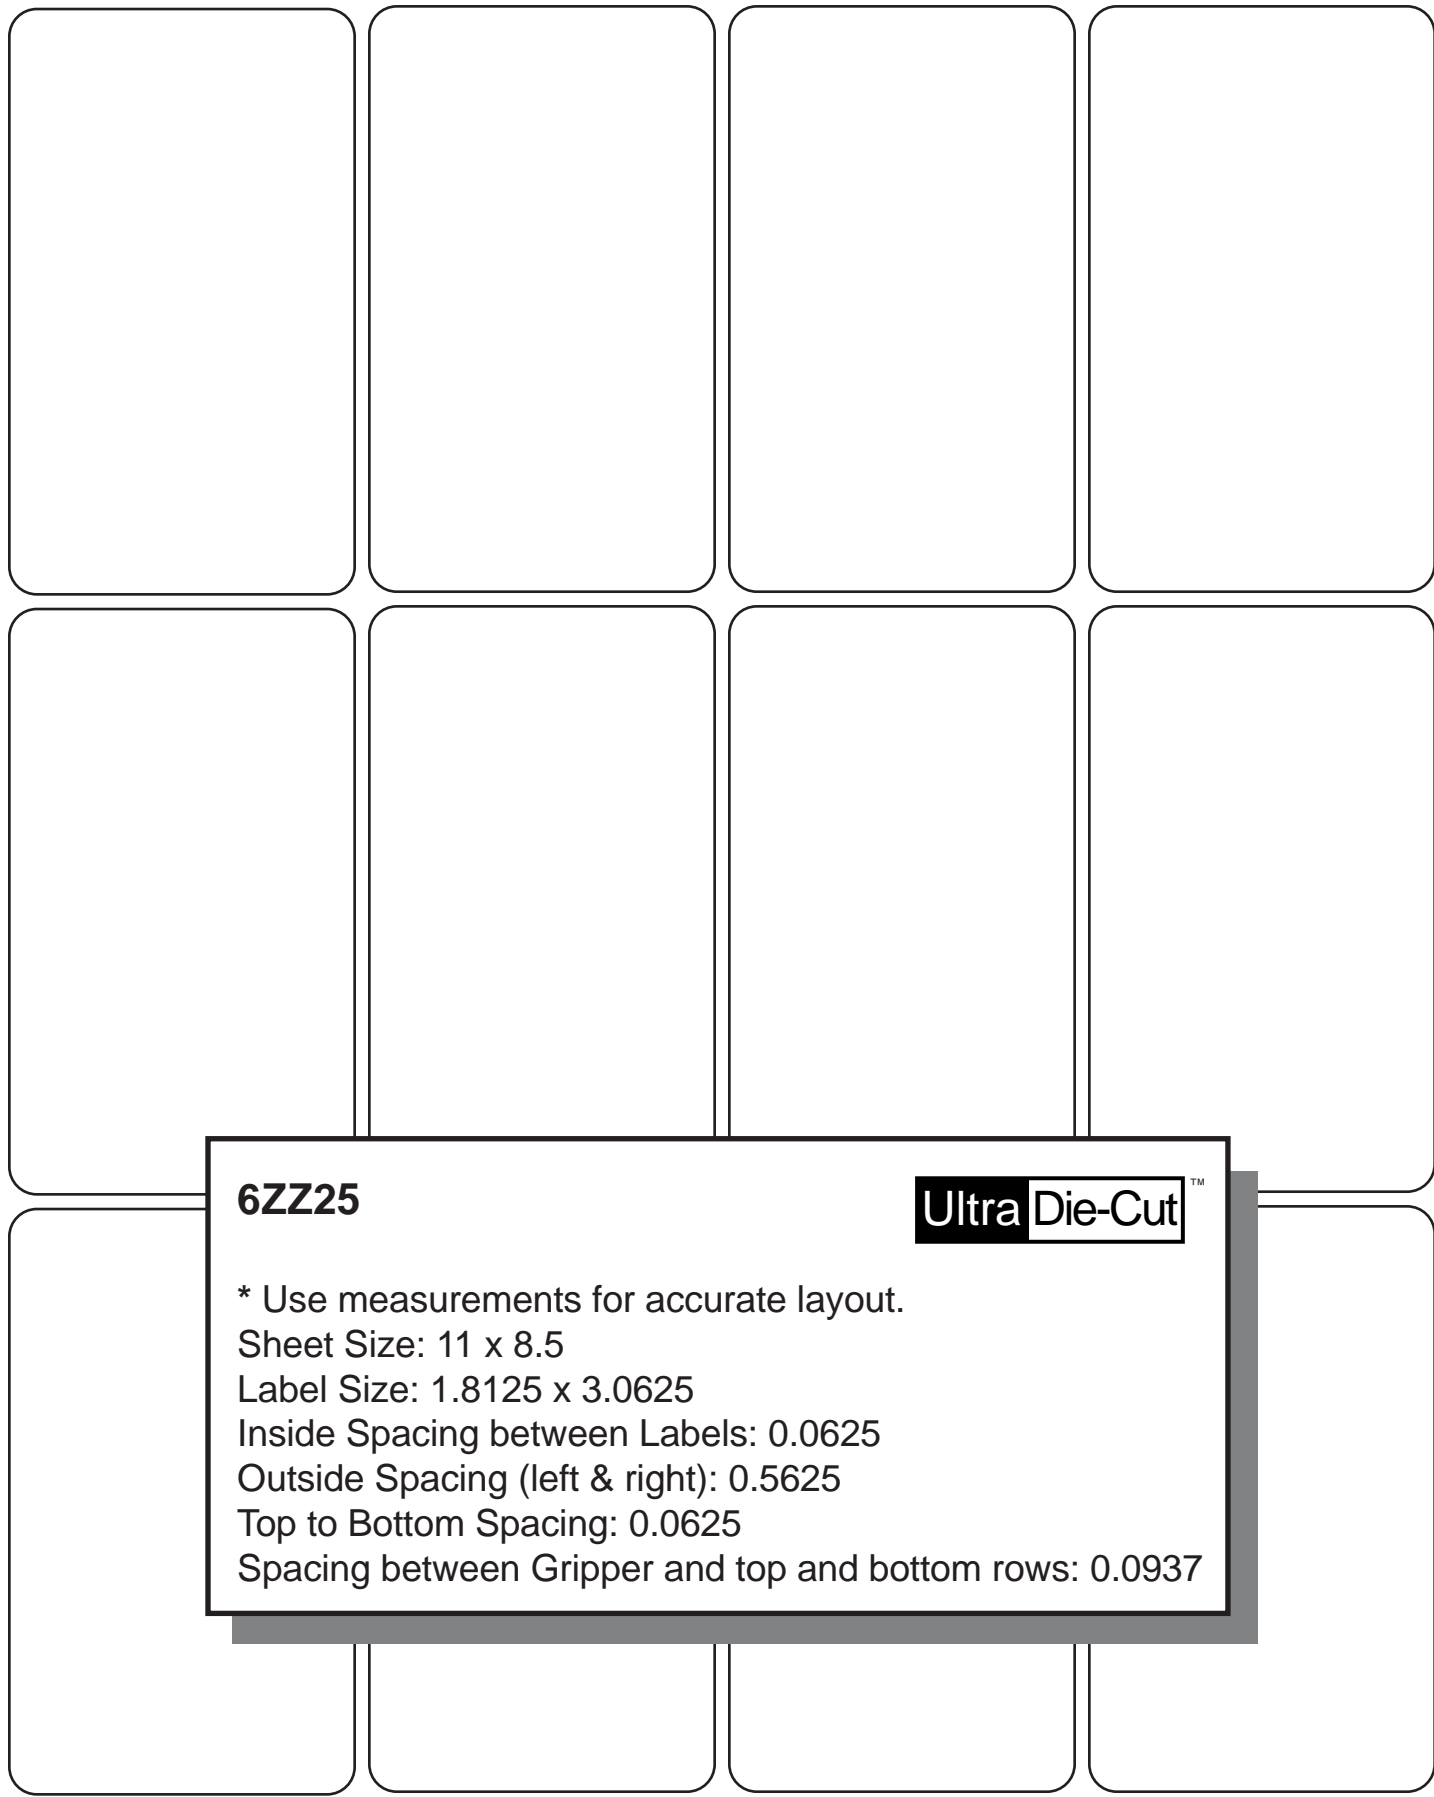 6ZZ25
Ultra Die-Cut™
* Use measurements for accurate layout.
Sheet Size: 11 x 8.5
Label Size: 1.8125 x 3.0625
Inside Spacing between Labels: 0.0625
Outside Spacing (left & right): 0.5625
Top to Bottom Spacing: 0.0625
Spacing between Gripper and top and bottom rows: 0.0937